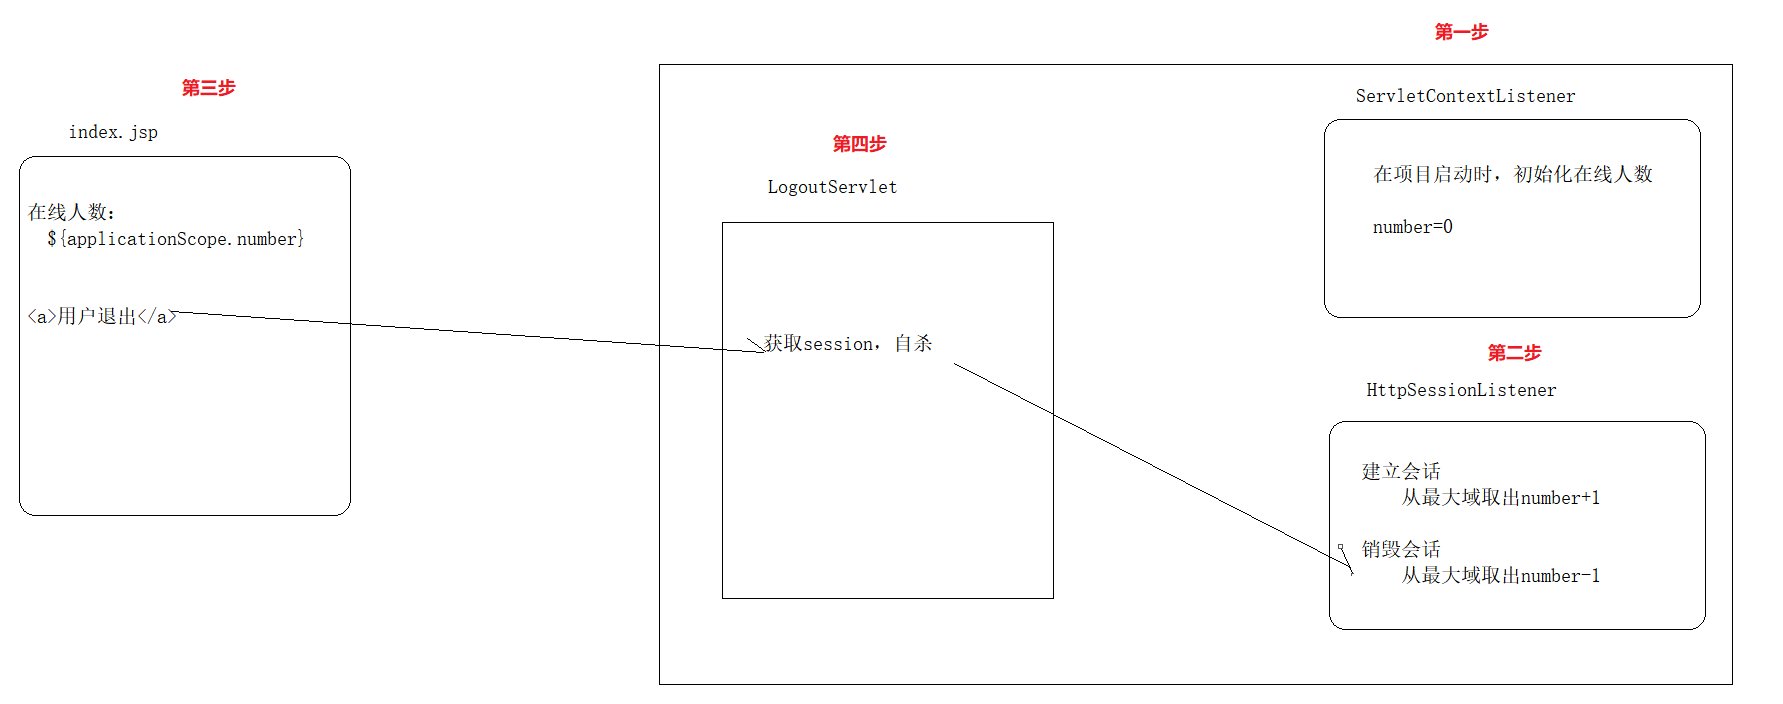 第三步
index.jsp
在线人数：
${applicationScope.number}
<a>用户退出</a>
第四步
LogoutServlet
获取session，自杀
第一步
ServletContextListener
在项目启动时，初始化在线人数
number=0
第二步
HttpSessionListener
建立会话
从最大域取出number+1
销毁会话
从最大域取出number-1